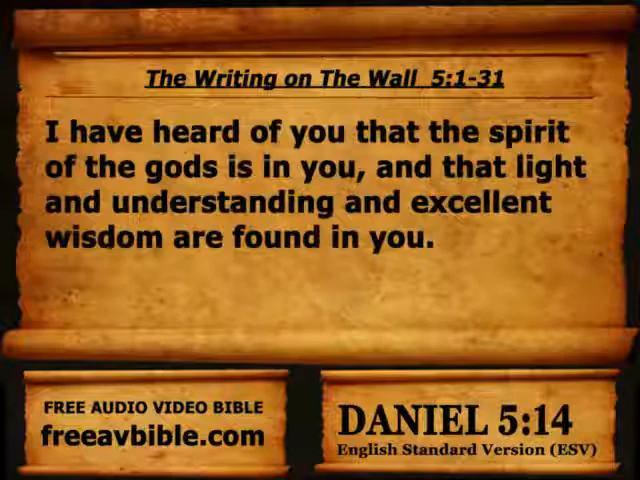 The Writing on The Wall  5:1-31
I have heard of you that the spirit
of the gods is in you, and that light
and understanding and excellent
wisdom are found in you.
FREE AUDIO VIDEO BIBLE
freeavbible.com
DANIEL 5:14
English Standard Version (ESV)